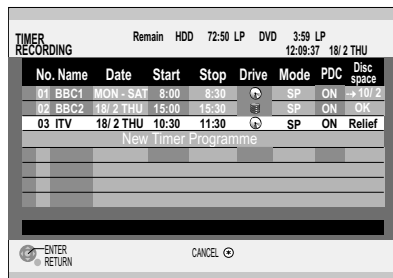 TIMER RECORDING Remain HDD 72:50 LP DVD 3:59 LP
12:09:37 18/ 2 THU
No. Name Date Start Stop Drive Mode PDC Disc space
01 BBC1 MON - SAT 8:00 8:30 SP ON → 10/ 2
02 BBC2 18/ 2 THU 15:00 15:30 SP ON OK
03 ITV 18/ 2 THU 10:30 11:30 SP ON Relief
New Timer Programme
ENTER
RETURN
CANCEL